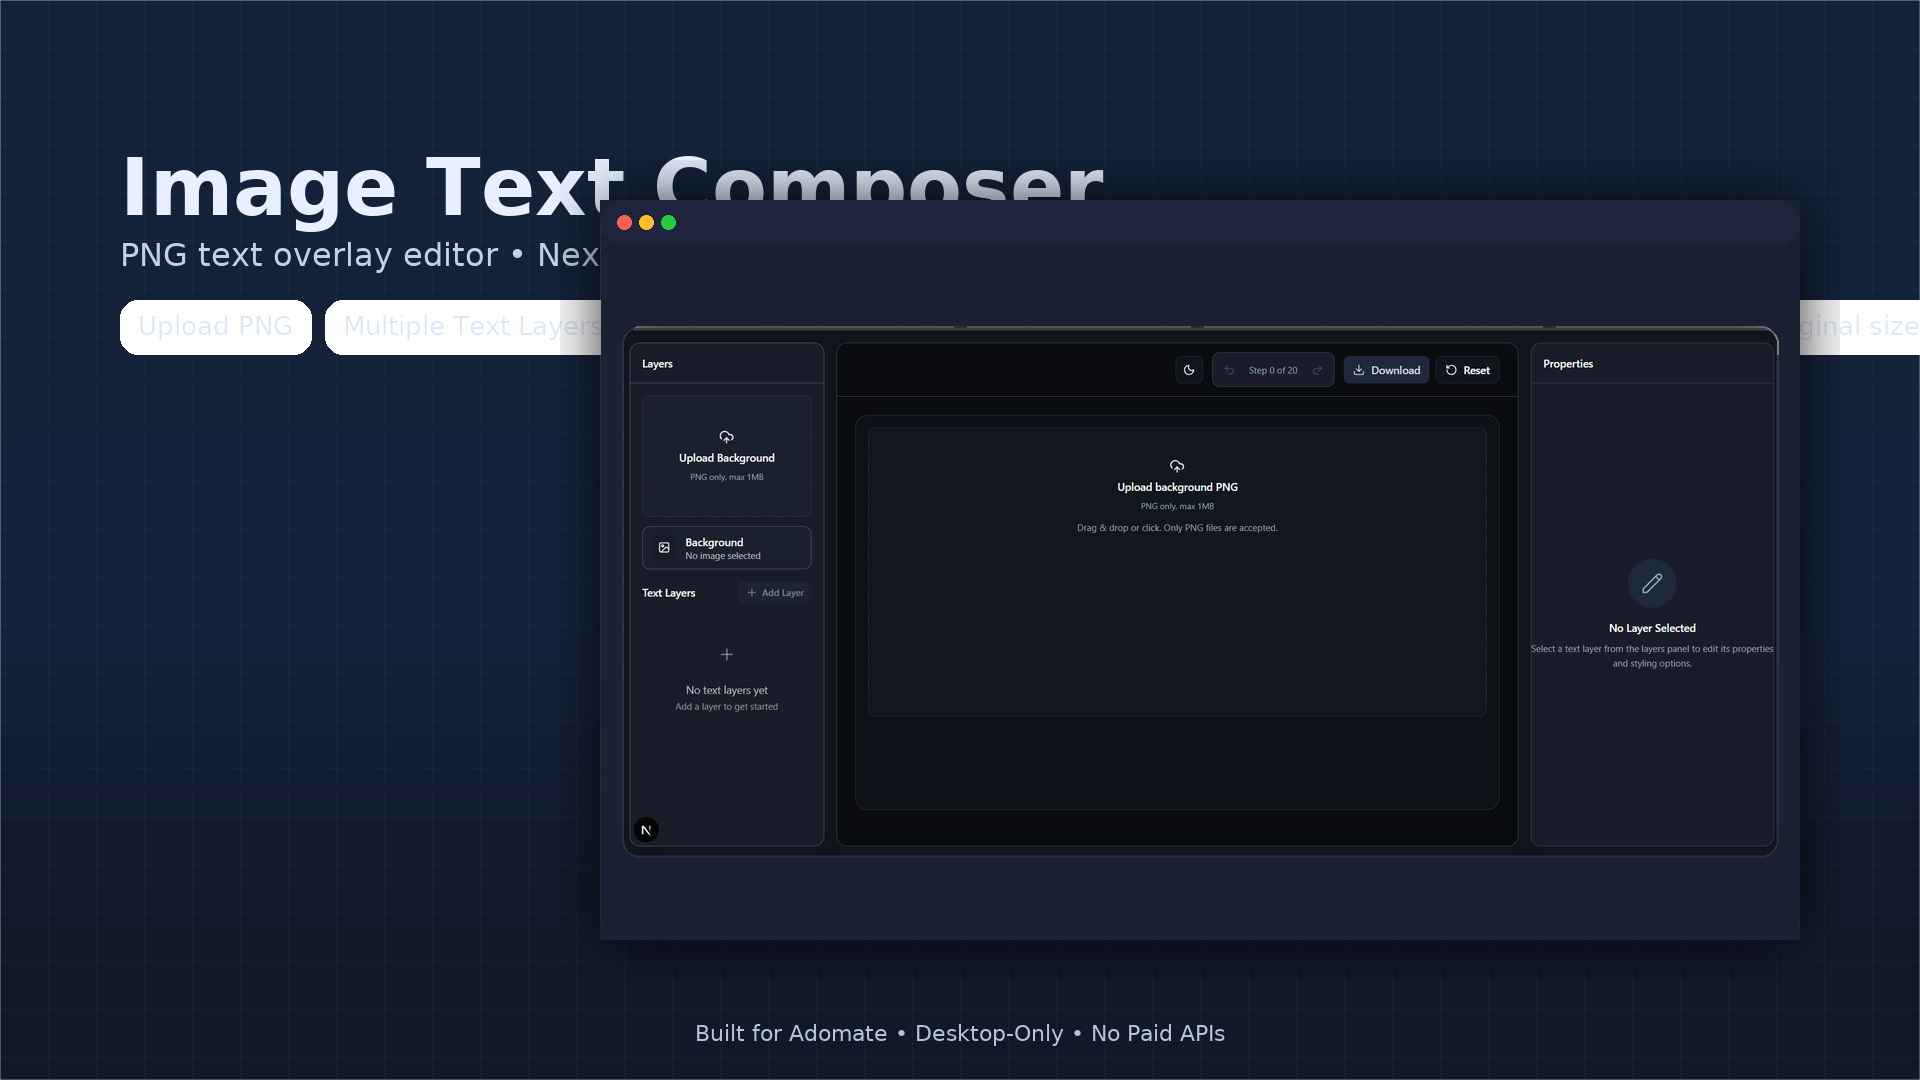 Image Text Composer
PNG text overlay editor •
Upload PNG
Multiple Text Layers
size
Layers
Upload Background
PNG only, max 1MB
Background
No image selected
Text Layers
Add Layer
No text layers yet
Add a layer to get started
N
Step 0 of 20
Download
Reset
Upload background PNG
PNG only, max 1MB
Drag & drop or click. Only PNG files are accepted.
Properties
No Layer Selected
Select a text layer from the layers panel to edit its properties
and styling options.
Built for Adomate • Desktop-Only • No Paid APIs